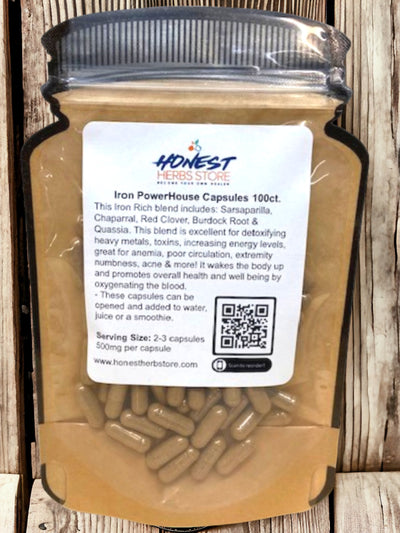 HONEST
HERBS STORE
BECOME YOUR OWN HEALER
Iron PowerHouse Capsules 100ct.
This Iron Rich blend includes: Sarsaparilla,
Chaparral, Red Clover, Burdock Root &
Quassia. This blend is excellent for detoxifying
heavy metals, toxins, increasing energy levels,
great for anemia, poor circulation, extremity
numbness, acne & more! It wakes the body up
and promotes overall health and well being by
oxygenating the blood.
- These capsules can be
opened and added to water,
juice or a smoothie.
Serving Size: 2-3 capsules
500mg per capsule
www.honestherbstore.com
Scan to reorder!